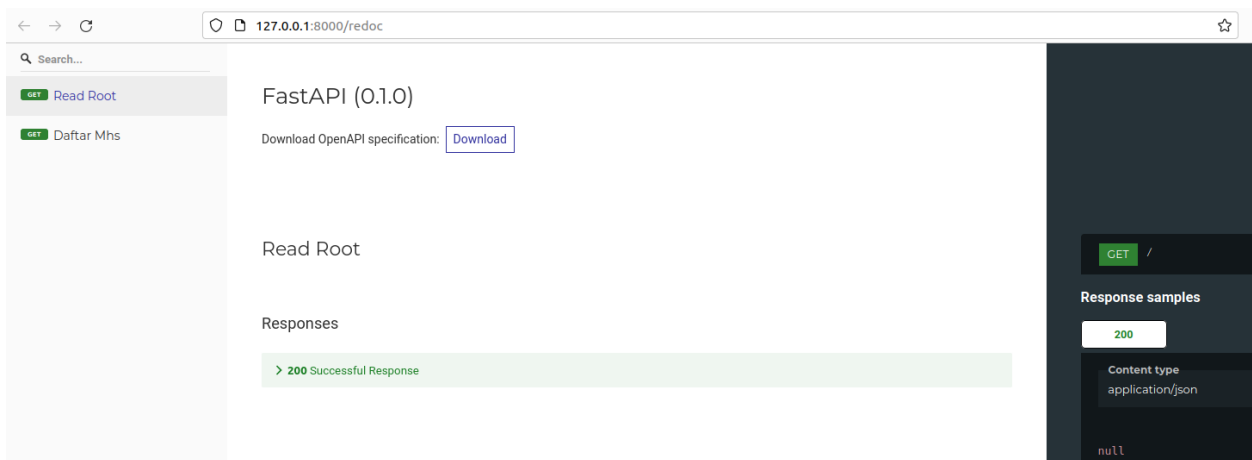 127.0.0.1:8000/redoc
Search...
GET Read Root
GET Daftar Mhs
FastAPI (0.1.0)
Download OpenAPI specification: Download
Read Root
Responses
200 Successful Response
GET /
Response samples
200
Content type
application/json
null